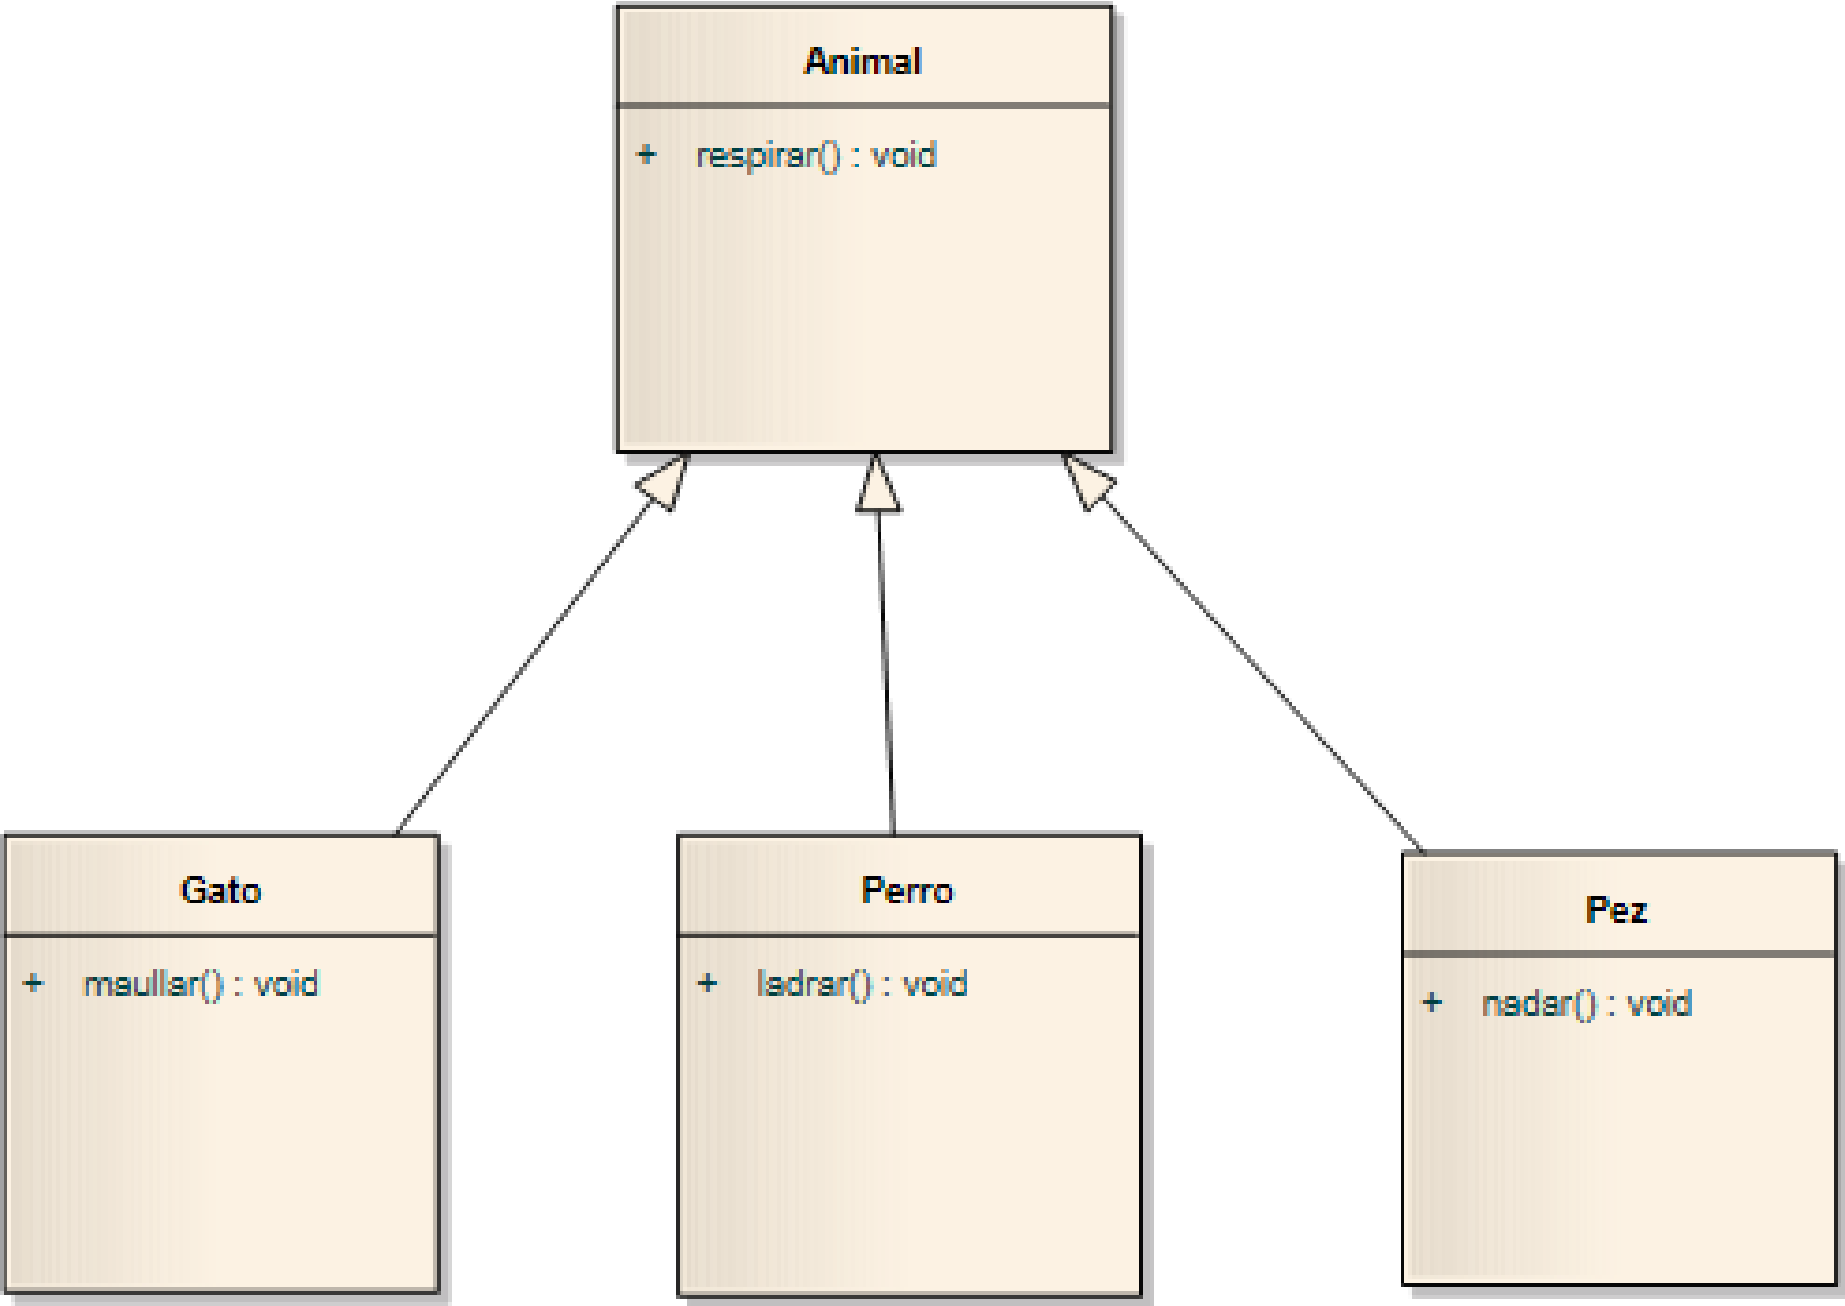 Animal
+ respirar() : void
Gato
+ maullar() : void
Perro
+ ladrar() : void
Pez
+ nadar() : void